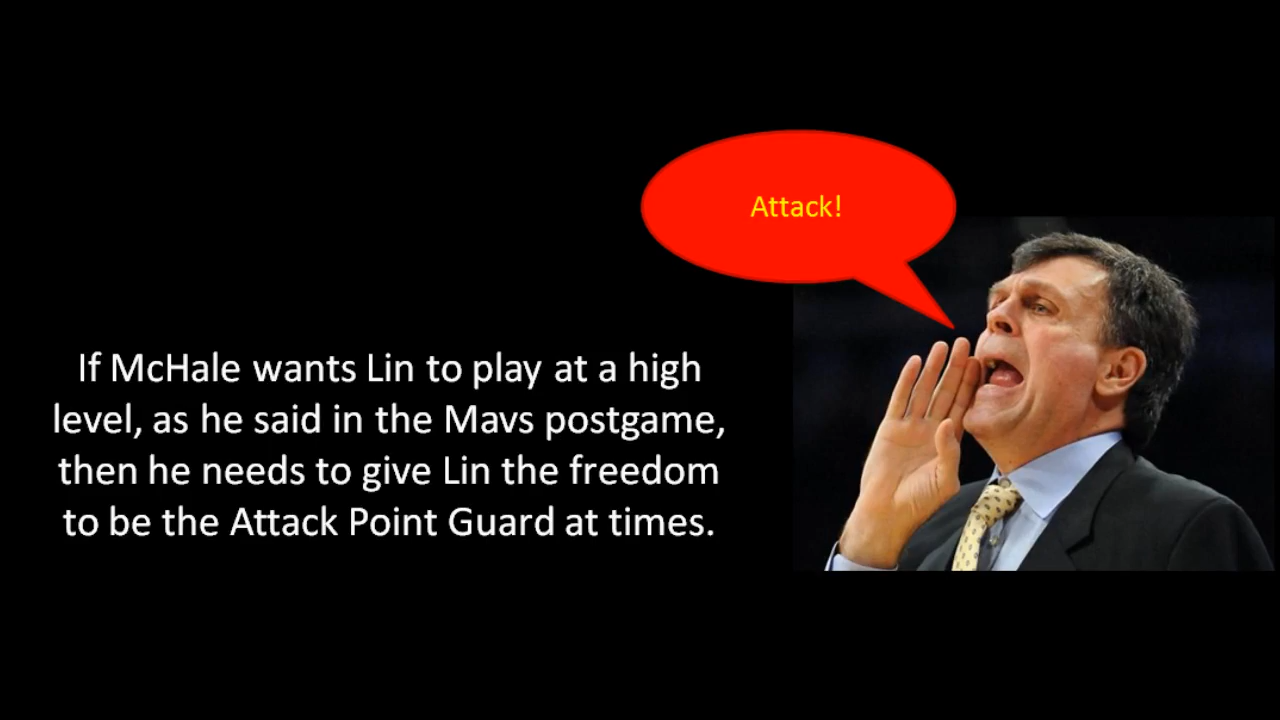 Attack!
If McHale wants Lin to play at a high
level, as he said in the Mavs postgame,
then he needs to give Lin the freedom
to be the Attack Point Guard at times.